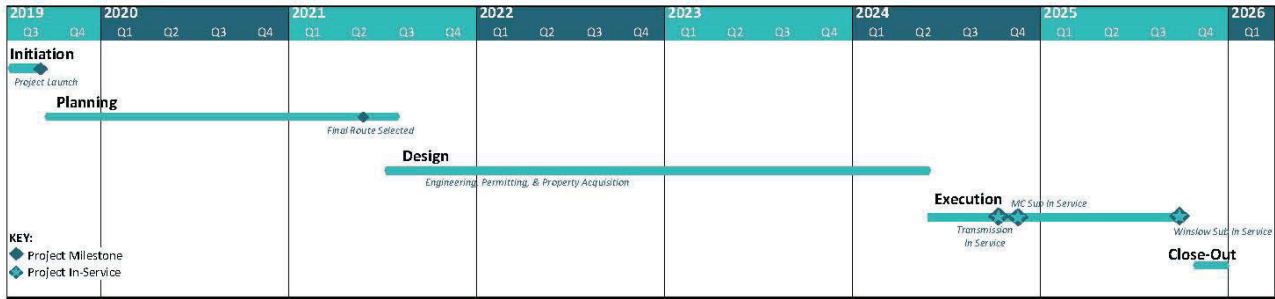 2019 2020 2021 2022 2023 2024 2025 2026
Q3 Q4 Q1 Q2 Q3 Q4 Q1 Q2 Q3 Q4 Q1 Q2 Q3 Q4 Q1 Q2 Q3 Q4 Q1 Q2 Q3 Q4 Q1 Q2 Q3 Q4 Q1
Initiation
Project Launch
Planning
Final Route Selected
Design
Engineering, Permitting, & Property Acquisition
Execution
MC Sub In Service
Transmission
In Service
Winslow Sub In Service
Close-Out
KEY:
Project Milestone
Project In-Service